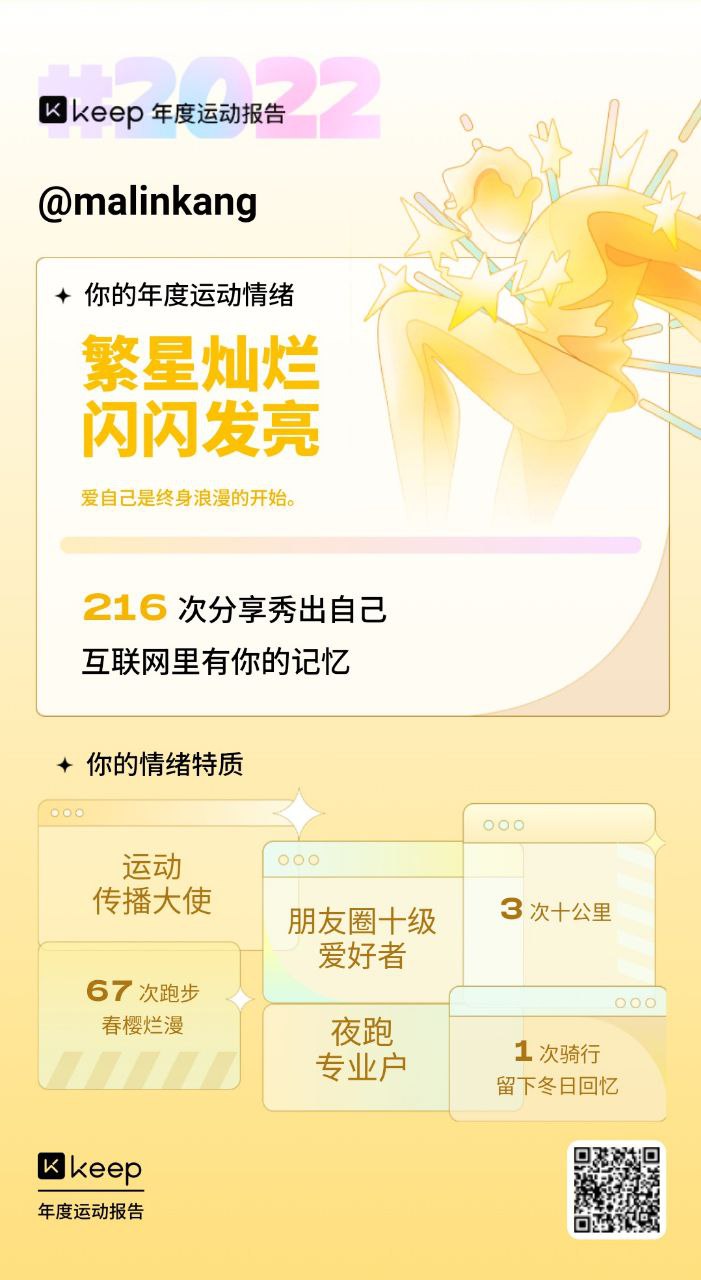 #2022
keep 年度运动报告
@malinkang
你的年度运动情绪
繁星灿烂
闪闪发亮
爱自己是终身浪漫的开始。
216 次分享秀出自己
互联网里有你的记忆
你的情绪特质
运动
传播大使
朋友圈十级
爱好者
3 次十公里
67 次跑步
春樱烂漫
夜跑
专业户
1 次骑行
留下冬日回忆
keep
年度运动报告